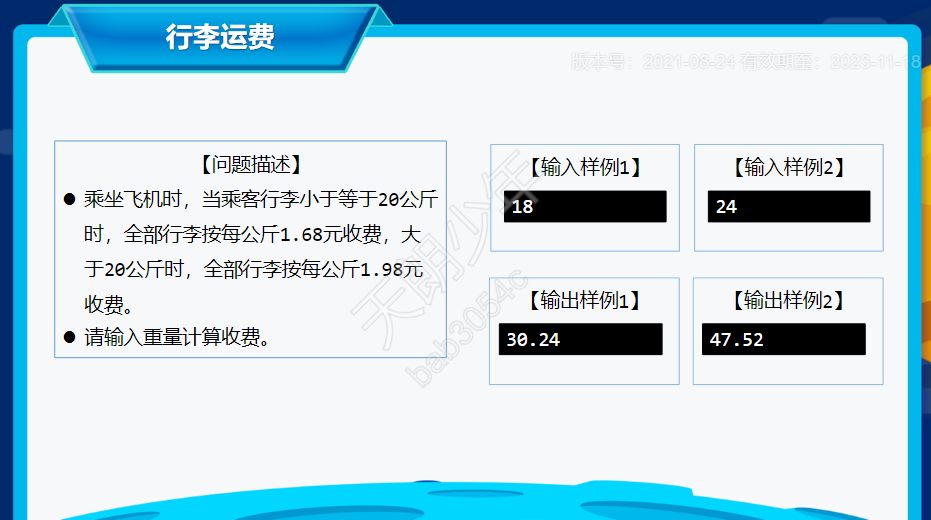 行李运费
版本号：2021-08-24 有效期至：2023-11-18
【问题描述】
● 乘坐飞机时，当乘客行李小于等于20公斤
时，全部行李按每公斤1.68元收费，大
于20公斤时，全部行李按每公斤1.98元
收费。
● 请输入重量计算收费。
【输入样例1】
18
【输入样例2】
24
【输出样例1】
30.24
【输出样例2】
47.52
天朗少年
bab3054c